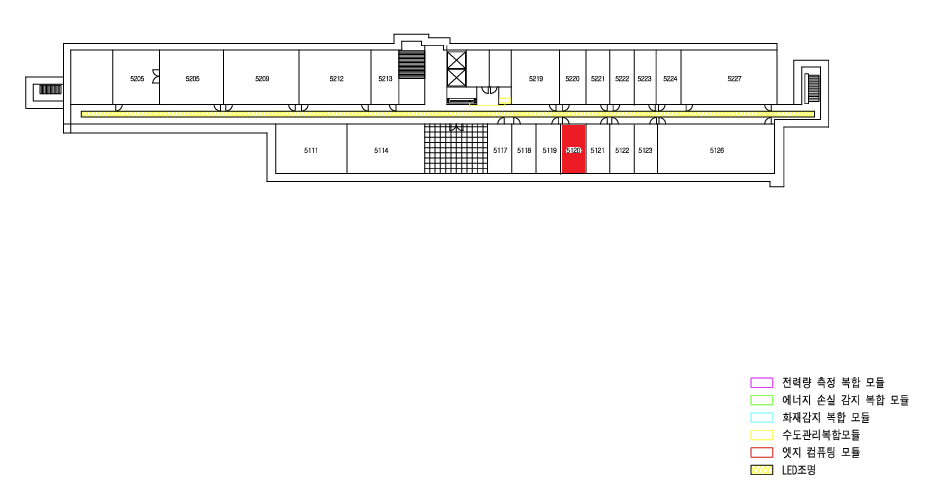 5205 5205 5209 5212 5213 5219 5220 5221 5222 5223 5224 5227
5111 5114 5117 5118 5119 5120 5121 5122 5123 5126
전력량 측정 복합 모듈
에너지 손실 감지 복합 모듈
화재감지 복합 모듈
수도관리복합모듈
엣지 컴퓨팅 모듈
LED조명